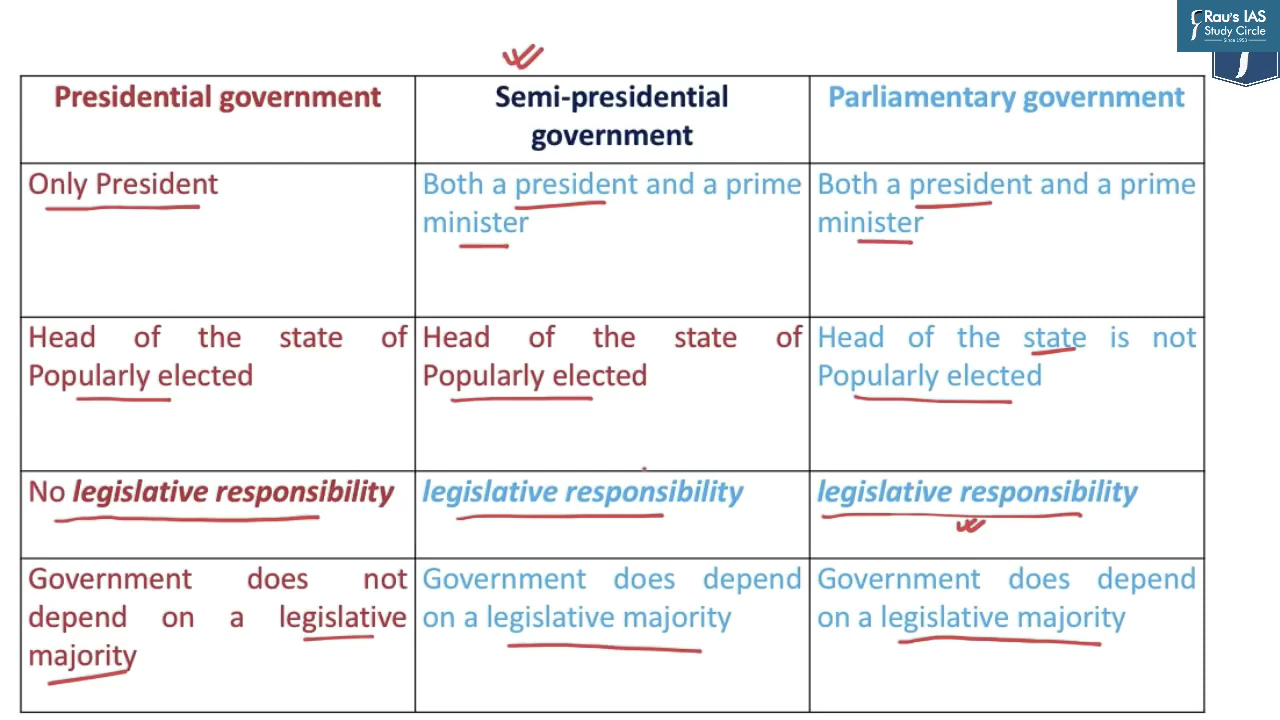 Rau's IAS
Study Circle
Since 1953
Presidential government
Semi-presidential
government
Parliamentary government
Only President
Both a president and a prime
minister
Both a president and a prime
minister
Head of the state of
Popularly elected
Head of the state of
Popularly elected
Head of the state is not
Popularly elected
No legislative responsibility
legislative responsibility
legislative responsibility
Government does not
depend on a legislative
majority
Government does depend
on a legislative majority
Government does depend
on a legislative majority